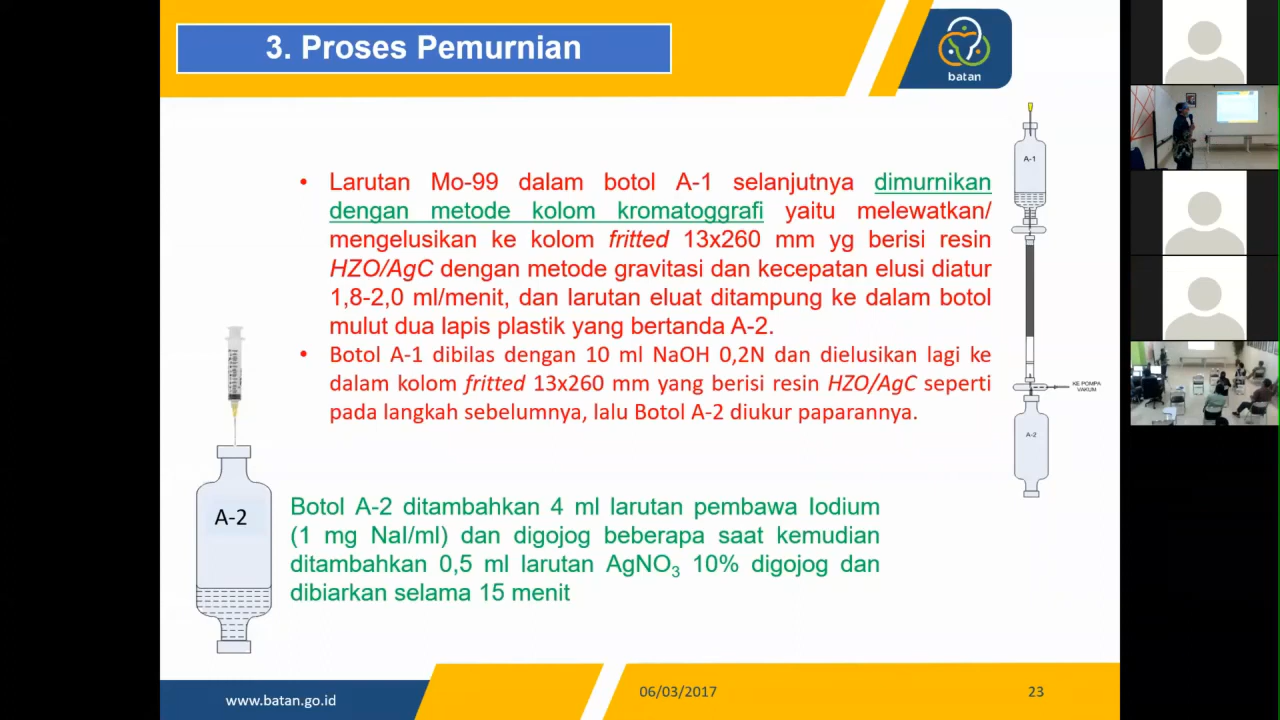 3. Proses Pemurnian
batan
• Larutan Mo-99 dalam botol A-1 selanjutnya dimurnikan
dengan metode kolom kromatoggrafi yaitu melewatkan/
mengelusikan ke kolom fritted 13x260 mm yg berisi resin
HZO/AgC dengan metode gravitasi dan kecepatan elusi diatur
1,8-2,0 ml/menit, dan larutan eluat ditampung ke dalam botol
mulut dua lapis plastik yang bertanda A-2.
• Botol A-1 dibilas dengan 10 ml NaOH 0,2N dan dielusikan lagi ke
dalam kolom fritted 13x260 mm yang berisi resin HZO/AgC seperti
pada langkah sebelumnya, lalu Botol A-2 diukur paparannya.
A-1
KE POMPA
VAKUM
A-2
A-2
Botol A-2 ditambahkan 4 ml larutan pembawa Iodium
(1 mg NaI/ml) dan digojog beberapa saat kemudian
ditambahkan 0,5 ml larutan AgNO₃ 10% digojog dan
dibiarkan selama 15 menit
www.batan.go.id
06/03/2017
23